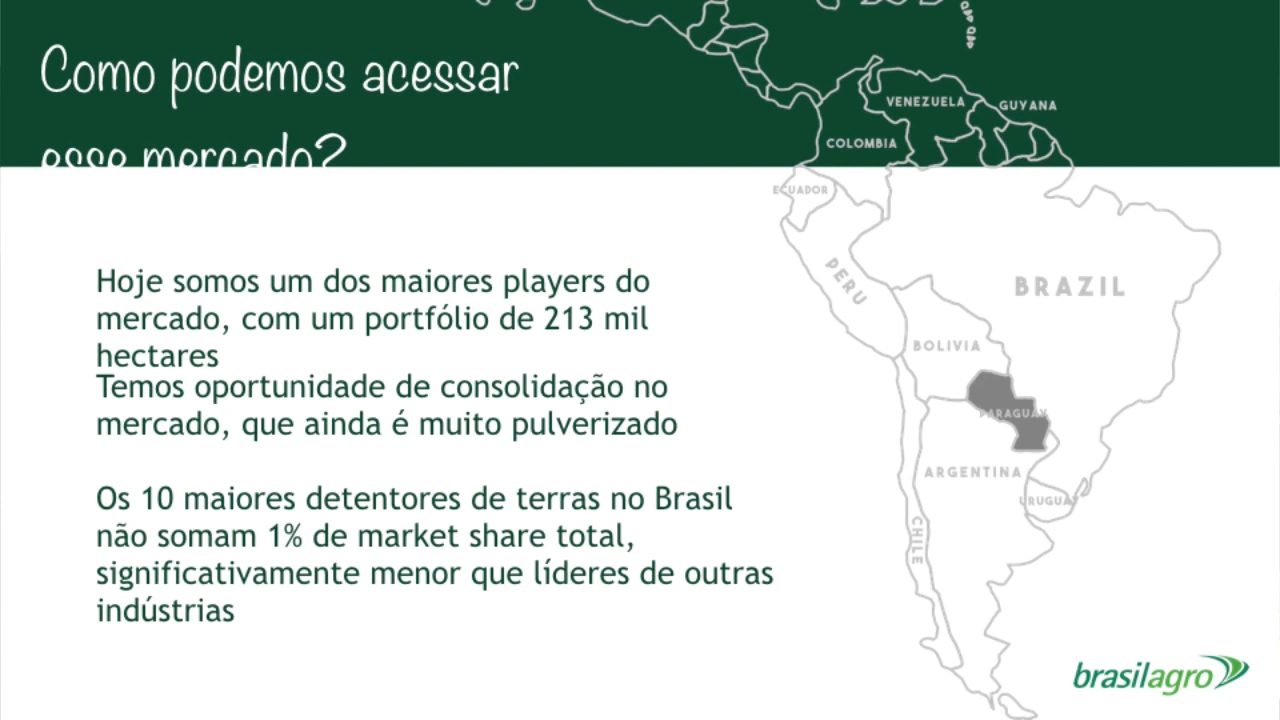 Como podemos acessar
esse mercado?
Hoje somos um dos maiores players do
mercado, com um portfólio de 213 mil
hectares
Temos oportunidade de consolidação no
mercado, que ainda é muito pulverizado
Os 10 maiores detentores de terras no Brasil
não somam 1% de market share total,
significativamente menor que líderes de outras
indústrias
VENEZUELA
GUYANA
COLOMBIA
ECUADOR
PERU
BRAZIL
BOLIVIA
PARAGUAY
ARGENTINA
URUGUAY
CHILE
brasilagro